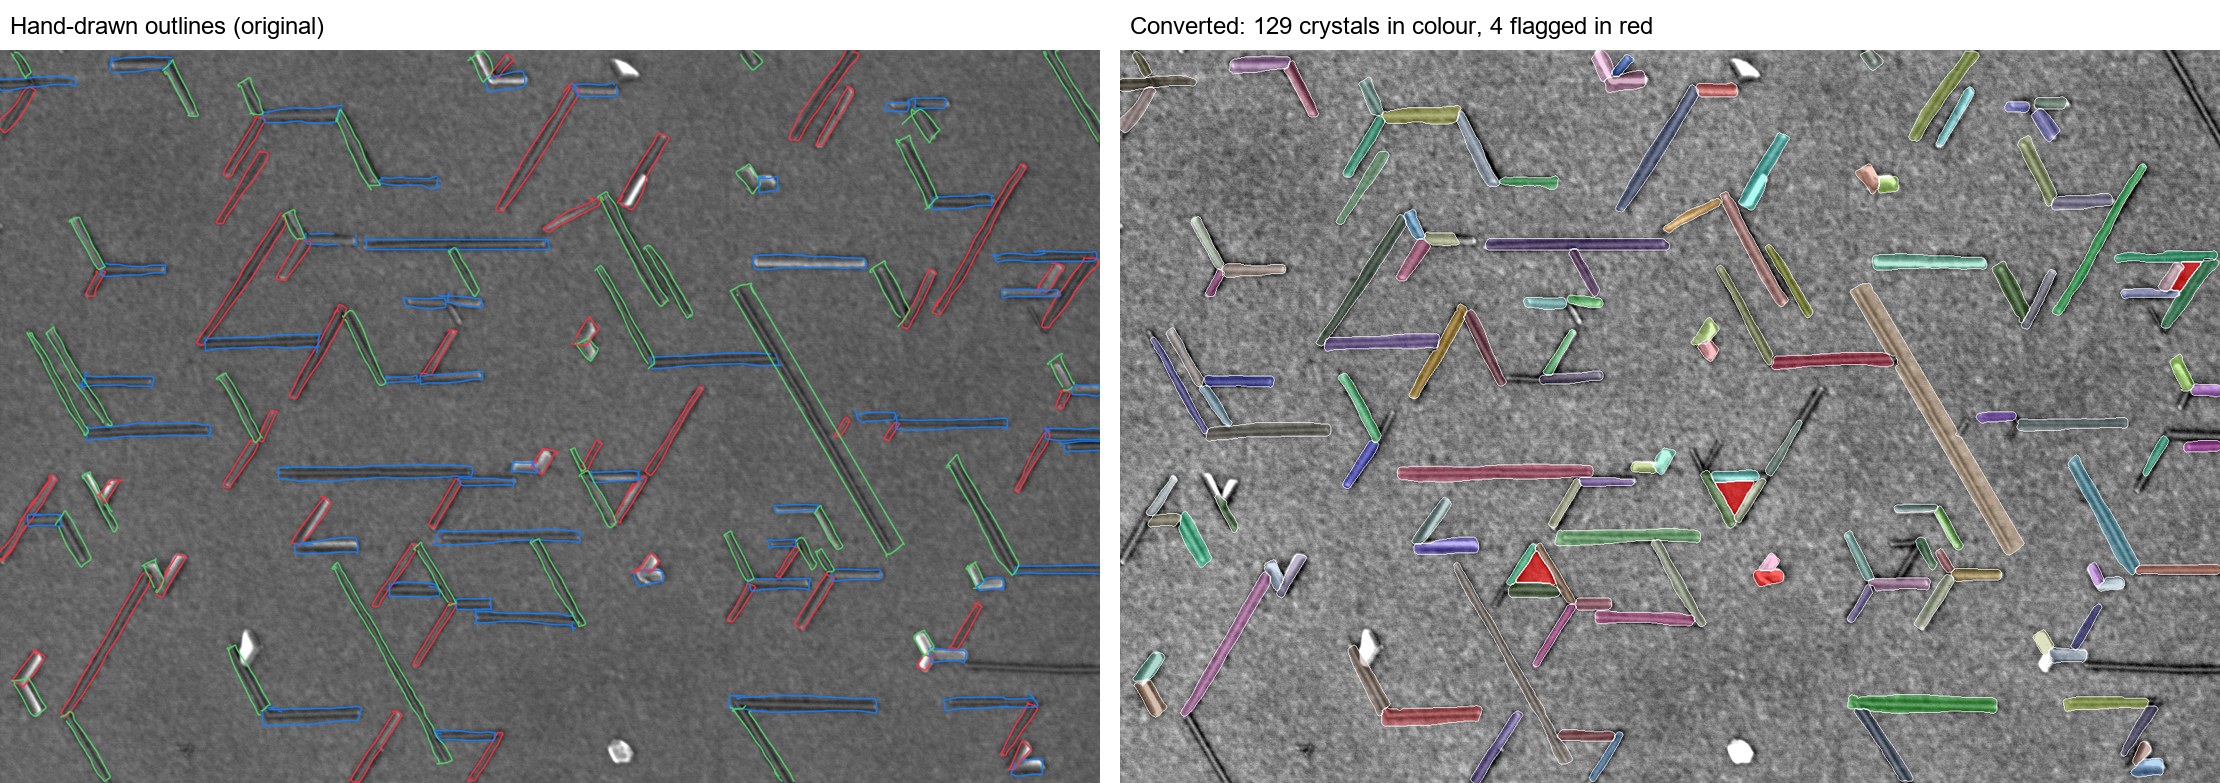 Hand-drawn outlines (original)
Converted: 129 crystals in colour, 4 flagged in red